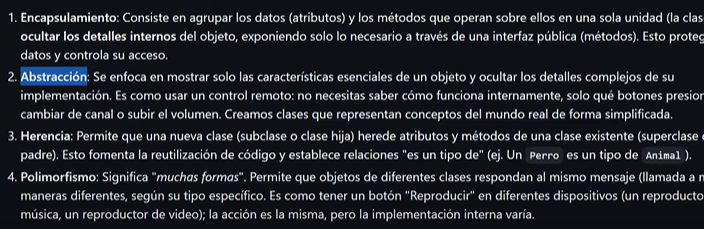 1. Encapsulamiento: Consiste en agrupar los datos (atributos) y los métodos que operan sobre ellos en una sola unidad (la
ocultar los detalles internos del objeto, exponiendo solo lo necesario a través de una interfaz pública (métodos). Esto
datos y controla su acceso.
2. Abstracción: Se enfoca en mostrar solo las características esenciales de un objeto y ocultar los detalles complejos de su
implementación. Es como usar un control remoto: no necesitas saber cómo funciona internamente, solo qué botones
cambiar de canal o subir el volumen. Creamos clases que representan conceptos del mundo real de forma simplificada.
3. Herencia: Permite que una nueva clase (subclase o clase hija) herede atributos y métodos de una clase existente (superclase
padre). Esto fomenta la reutilización de código y establece relaciones "es un tipo de" (ej. Un Perro es un tipo de Animal ).
4. Polimorfismo: Significa "muchas formas". Permite que objetos de diferentes clases respondan al mismo mensaje (llamada a
maneras diferentes, según su tipo específico. Es como tener un botón "Reproducir" en diferentes dispositivos (un
música, un reproductor de video); la acción es la misma, pero la implementación interna varía.